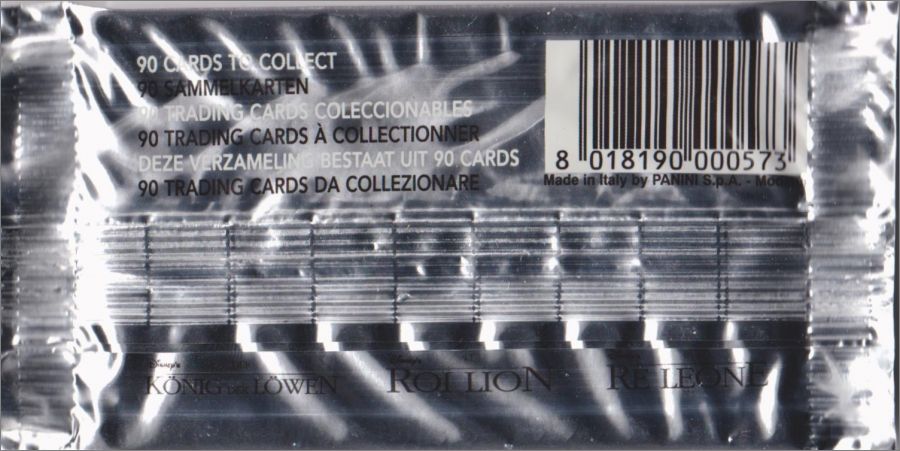 90 CARDS TO COLLECT
90 SAMMELKARTEN
90 TRADING CARDS COLECCIONABLES
90 TRADING CARDS À COLLECTIONNER
DEZE VERZAMELING BESTAAT UIT 90 CARDS
90 TRADING CARDS DA COLLEZIONARE
8 018190 000573
Made in Italy by PANINI S.p.A. -
DISNEY'S
KÖNIG DER LÖWEN
ROI LION
RE LEONE